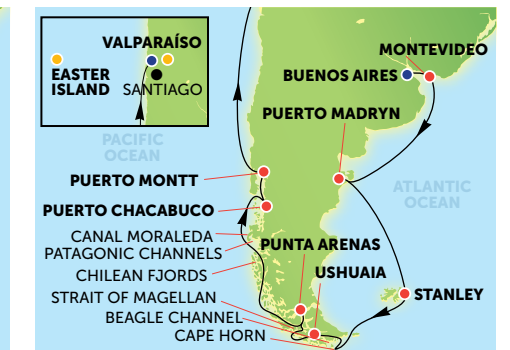 VALPARAÍSO
EASTER
ISLAND
SANTIAGO
MONTEVIDEO
BUENOS AIRES
PUERTO MADRYN
PACIFIC
OCEAN
PUERTO MONTT
ATLANTIC
OCEAN
PUERTO CHACABUCO
CANAL MORALEDA
PATAGONIC CHANNELS
PUNTA ARENAS
CHILEAN FJORDS
USHUAIA
STRAIT OF MAGELLAN
STANLEY
BEAGLE CHANNEL
CAPE HORN